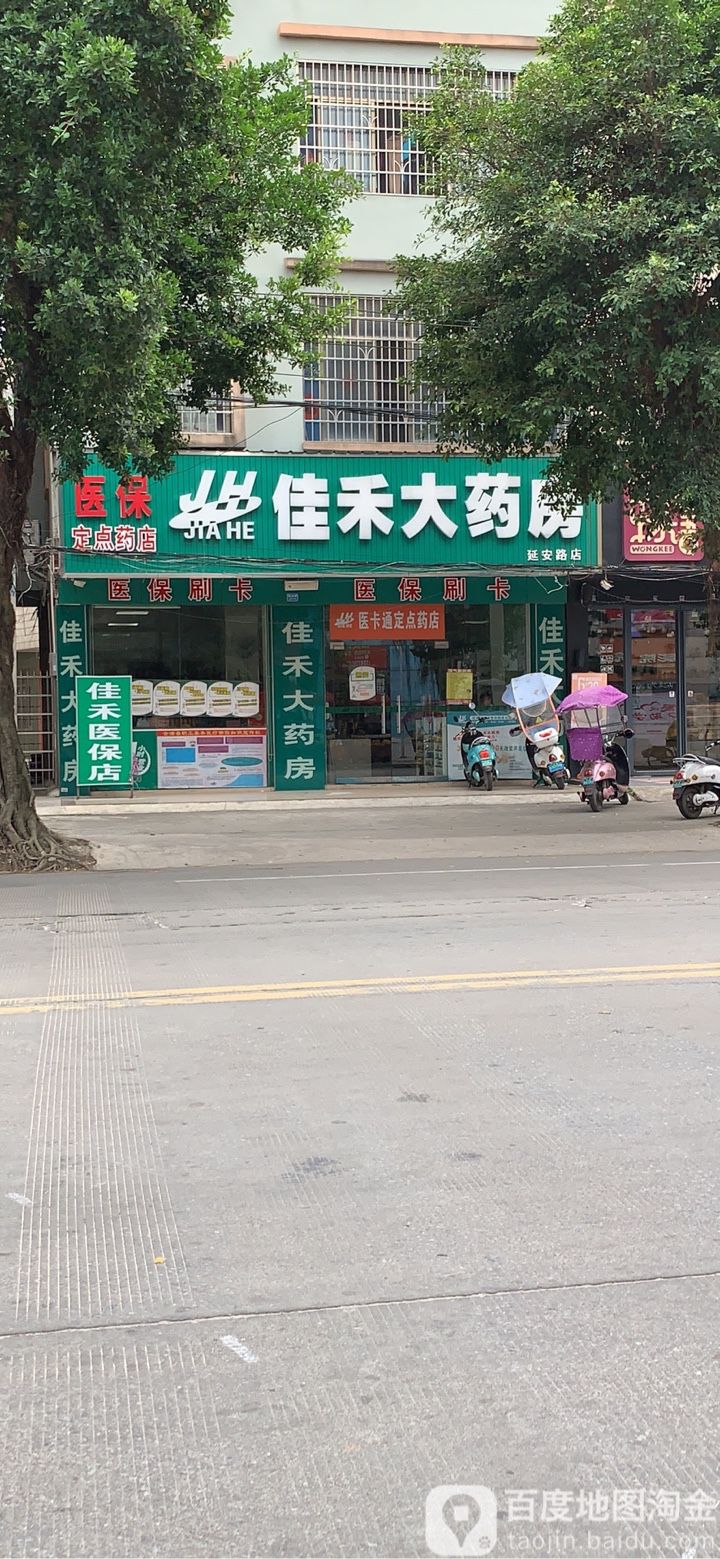 医保
定点药店
JH
JIA HE
佳禾大药房
延安路店
WONGKEE
医保刷卡
医保刷卡
佳禾大药房
佳禾医保店
佳禾大药房
JH 医卡通定点药店
佳禾
百度地图淘金
taojin.baidu.com